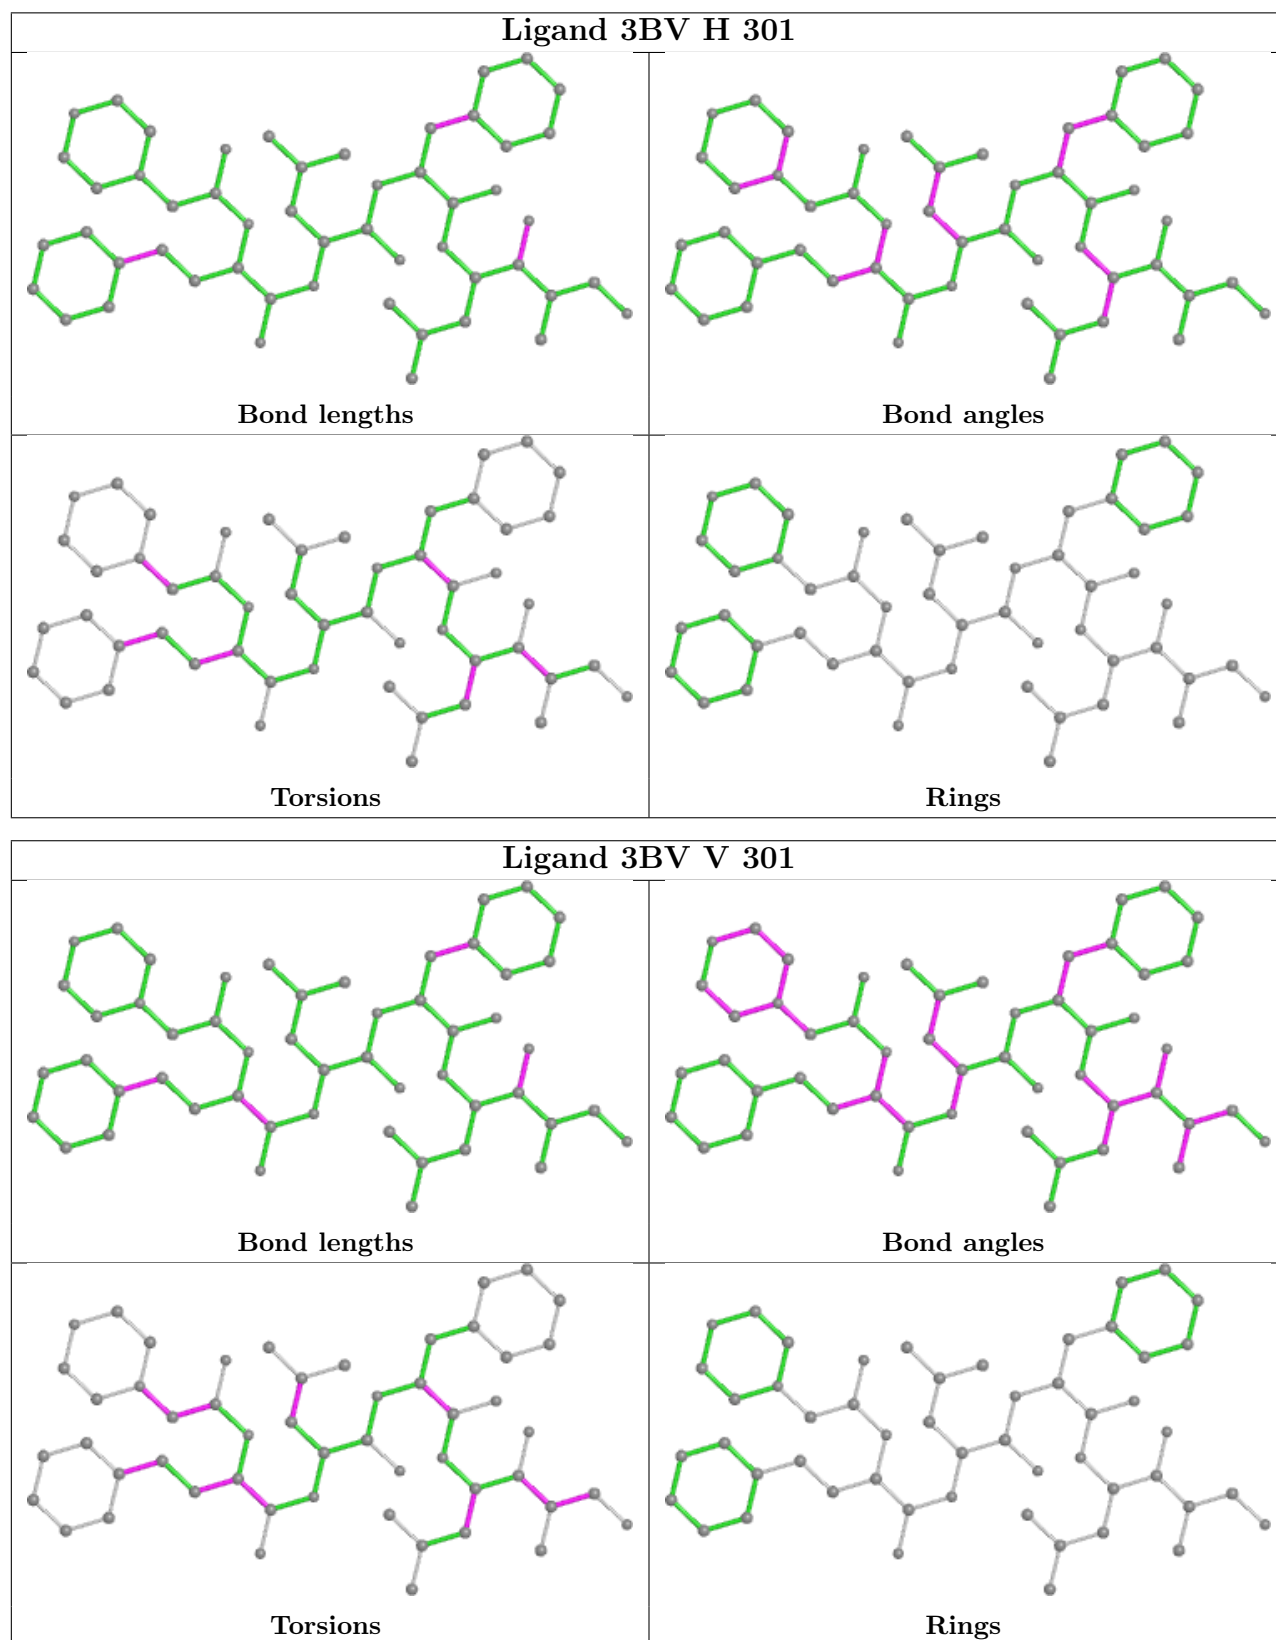 Ligand 3BV H 301
Bond lengths
Bond angles
Torsions
Rings
Ligand 3BV V 301
Bond lengths
Bond angles
Torsions
Rings